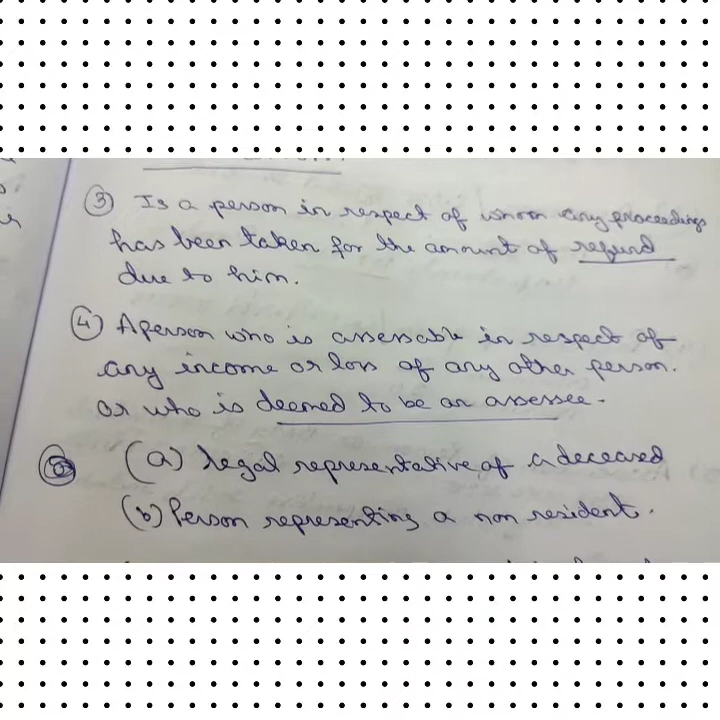 ③ Is a person in respect of whom any proceedings
has been taken for the amount of refund
due to him.
④ A person who is assessable in respect of
any income or loss of any other person.
or who is deemed to be an assessee.
(a) legal representative of a deceased
(b) Person representing a non resident.